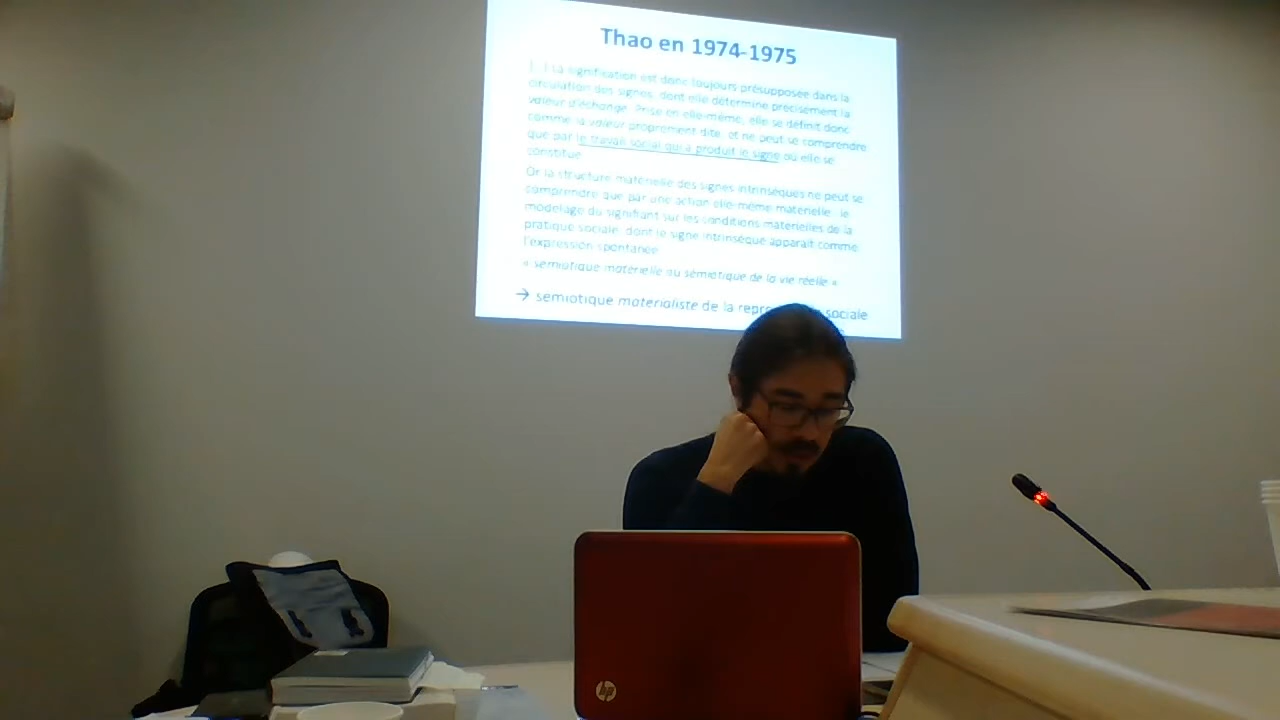 Thao en 1974-1975
[...] La signification est donc toujours présupposée dans la
circulation des signes, dont elle détermine précisément la
valeur d'échange. Prise en elle-même, elle se définit donc
comme la valeur proprement dite, et ne peut se comprendre
que par le travail social qui a produit le signe où elle se
constitue.
Or la structure matérielle des signes intrinsèques ne peut se
comprendre que par une action elle-même matérielle : le
modelage du signifiant sur les conditions matérielles de la
pratique sociale, dont le signe intrinsèque apparaît comme
l'expression spontanée.
« sémiotique matérielle ou sémiotique de la vie réelle »
→ semiotique materialiste de la sociale
hp